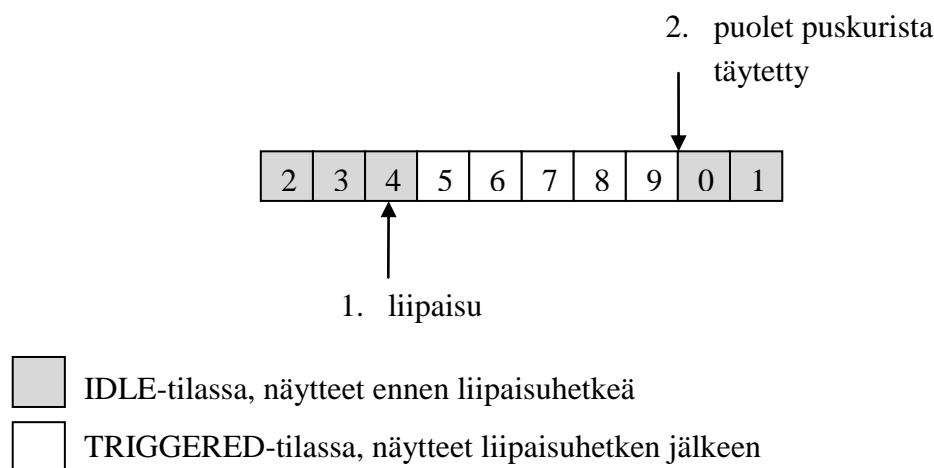 2. puolet puskurista
täytetty
2 3 4 5 6 7 8 9 0 1
1. liipaisu
IDLE-tilassa, näytteet ennen liipaisuhetkeä
TRIGGERED-tilassa, näytteet liipaisuhetken jälkeen